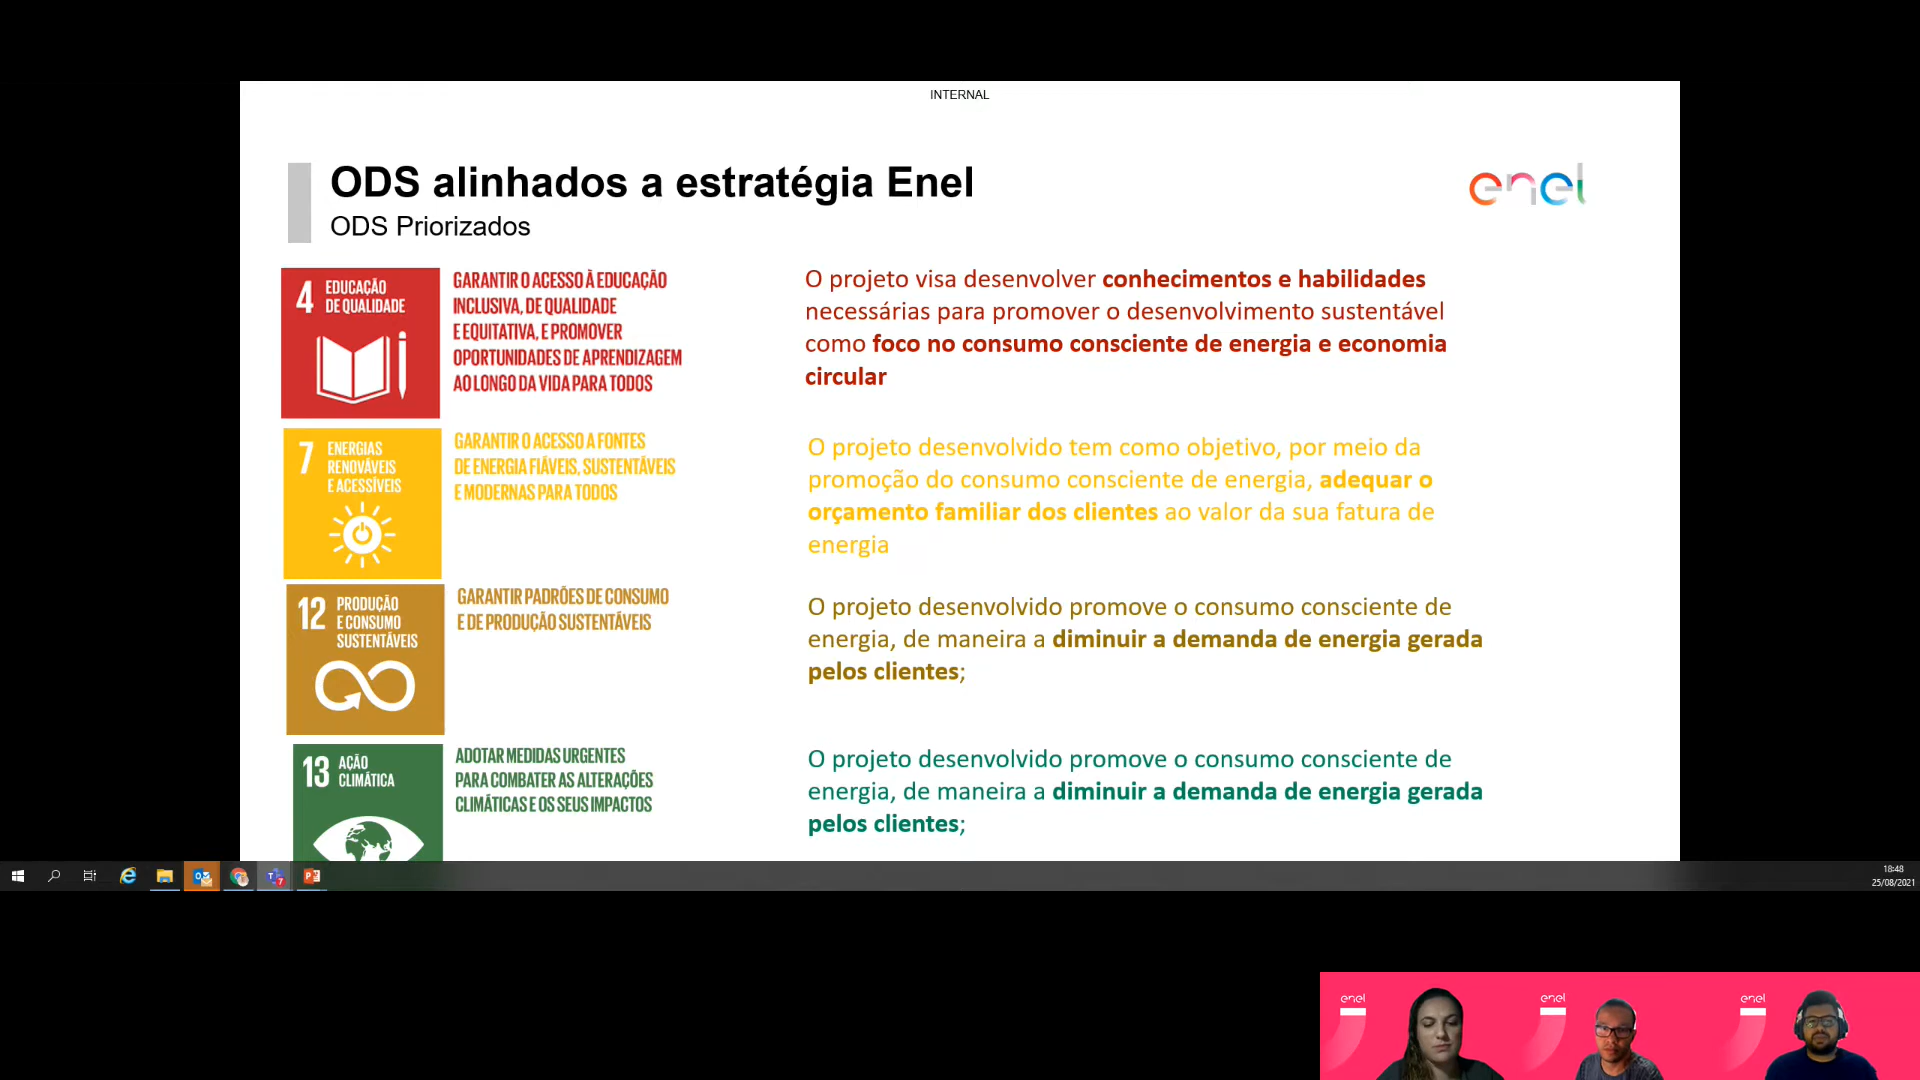 INTERNAL
ODS alinhados a estratégia Enel
ODS Priorizados
enel
4 EDUCAÇÃO
DE QUALIDADE
GARANTIR O ACESSO À EDUCAÇÃO
INCLUSIVA, DE QUALIDADE
E EQUITATIVA, E PROMOVER
OPORTUNIDADES DE APRENDIZAGEM
AO LONGO DA VIDA PARA TODOS
O projeto visa desenvolver conhecimentos e habilidades
necessárias para promover o desenvolvimento sustentável
como foco no consumo consciente de energia e economia
circular
7 ENERGIAS
RENOVÁVEIS
E ACESSÍVEIS
GARANTIR O ACESSO A FONTES
DE ENERGIA FIÁVEIS, SUSTENTÁVEIS
E MODERNAS PARA TODOS
O projeto desenvolvido tem como objetivo, por meio da
promoção do consumo consciente de energia, adequar o
orçamento familiar dos clientes ao valor da sua fatura de
energia
12 PRODUÇÃO
E CONSUMO
SUSTENTÁVEIS
GARANTIR PADRÕES DE CONSUMO
E DE PRODUÇÃO SUSTENTÁVEIS
O projeto desenvolvido promove o consumo consciente de
energia, de maneira a diminuir a demanda de energia gerada
pelos clientes;
13 AÇÃO
CLIMÁTICA
ADOTAR MEDIDAS URGENTES
PARA COMBATER AS ALTERAÇÕES
CLIMÁTICAS E OS SEUS IMPACTOS
O projeto desenvolvido promove o consumo consciente de
energia, de maneira a diminuir a demanda de energia gerada
pelos clientes;
18:48
25/08/2021
enel
enel
enel